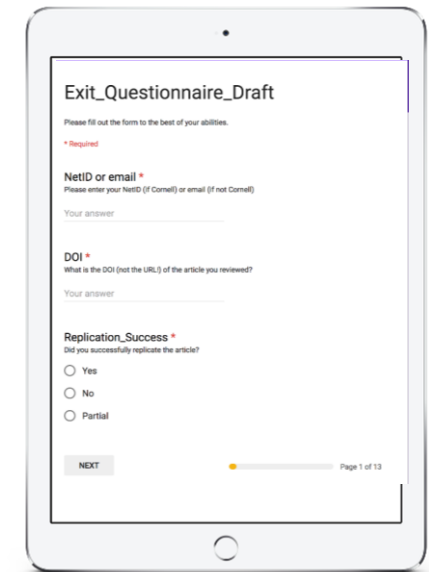 Exit_Questionnaire_Draft
Please fill out the form to the best of your abilities.
* Required
NetID or email *
Please enter your NetID (if Cornell) or email (if not Cornell)
Your answer
DOI *
What is the DOI (not the URL!) of the article you reviewed?
Your answer
Replication_Success *
Did you successfully replicate the article?
Yes
No
Partial
NEXT
Page 1 of 13